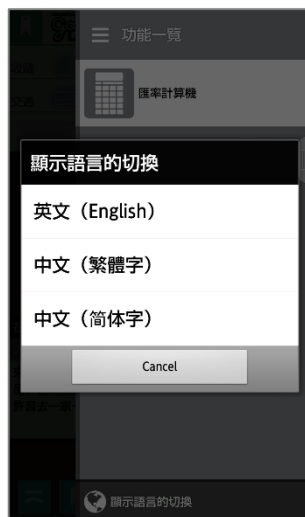 功能一覽
匯率計算機
顯示語言的切換
英文（English）
中文（繁體字）
中文（简体字）
Cancel
顯示語言的切換